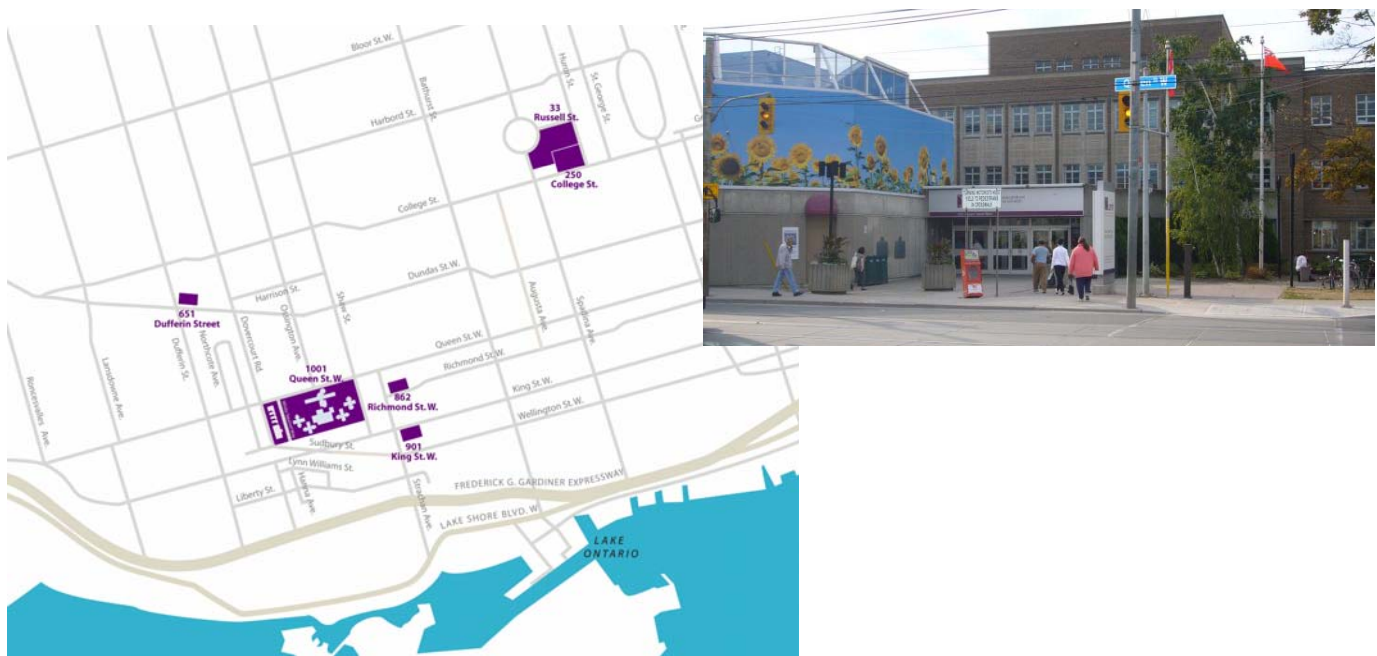 Bloor St. W.
Huron St.
St. George St.
Bathurst St.
Harbord St.
33
Russell St.
250
College St.
College St.
Dundas St. W.
Harrison St.
Shaw St.
Ossington Ave.
Augusta Ave.
Spadina Ave.
651
Dufferin Street
Dovercourt Rd.
Northcote Ave.
Dufferin St.
Lansdowne Ave.
Roncesvalles Ave.
Queen St. W.
Richmond St. W.
1001
Queen St. W.
862
Richmond St. W.
King St. W.
Wellington St. W.
901
King St. W.
Sudbury St.
Lynn Williams St.
Liberty St.
Hanna Ave.
Strachan Ave.
FREDERICK G. GARDINER EXPRESSWAY
LAKE SHORE BLVD. W
LAKE
ONTARIO